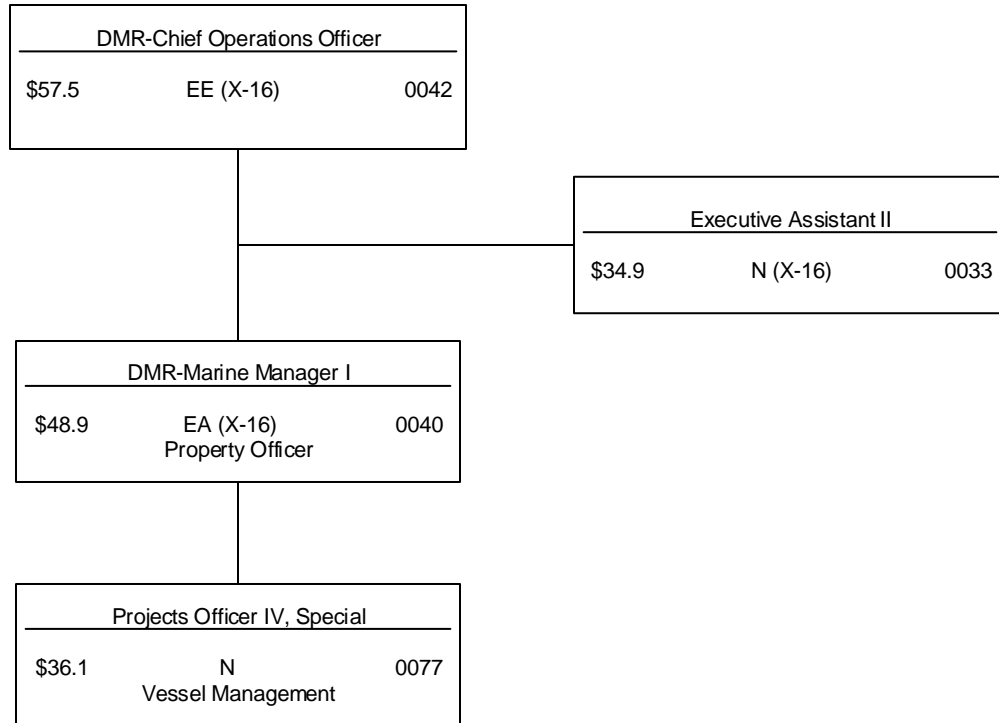 DMR-Chief Operations Officer
$57.5 EE (X-16) 0042
Executive Assistant II
$34.9 N (X-16) 0033
DMR-Marine Manager I
$48.9 EA (X-16) 0040
Property Officer
Projects Officer IV, Special
$36.1 N 0077
Vessel Management